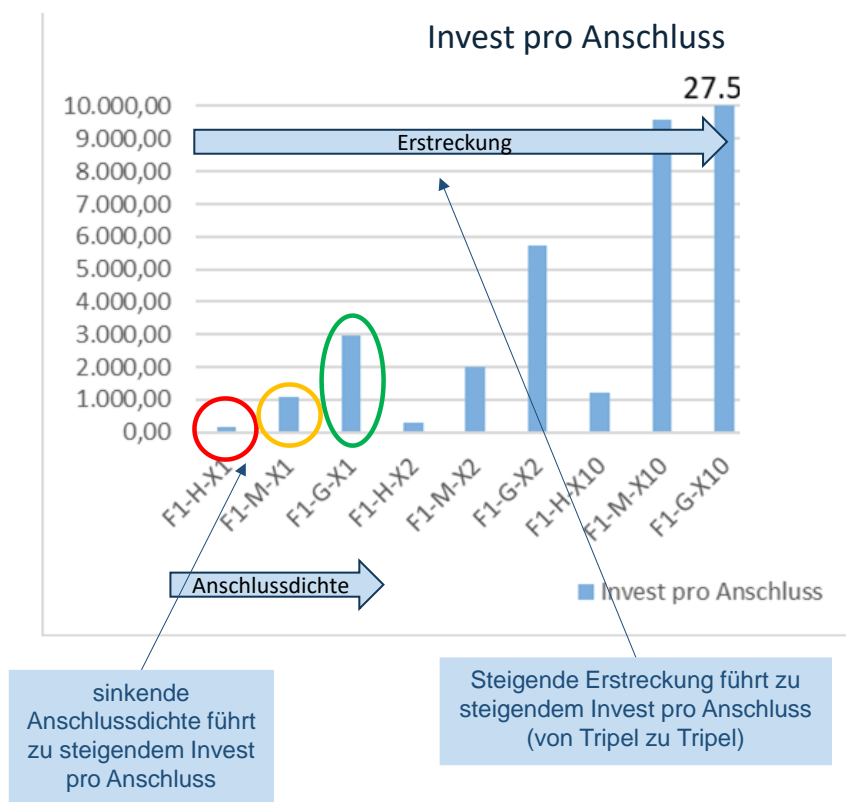 Invest pro Anschluss
27.5
10.000,00
9.000,00
8.000,00
7.000,00
6.000,00
5.000,00
4.000,00
3.000,00
2.000,00
1.000,00
0,00
Erstreckung
F1-H-X1
F1-M-X1
F1-G-X1
F1-H-X2
F1-M-X2
F1-G-X2
F1-H-X10
F1-M-X10
F1-G-X10
Anschlussdichte
Invest pro Anschluss
sinkende
Anschlussdichte führt
zu steigendem Invest
pro Anschluss
Steigende Erstreckung führt zu
steigendem Invest pro Anschluss
(von Tripel zu Tripel)